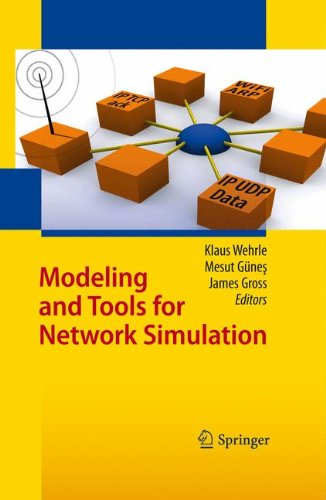 IP TCP
ack
WiFi
ARP
IP UDP
Data
Klaus Wehrle
Mesut Güneş
James Gross
Editors
Modeling
and Tools for
Network Simulation
Springer